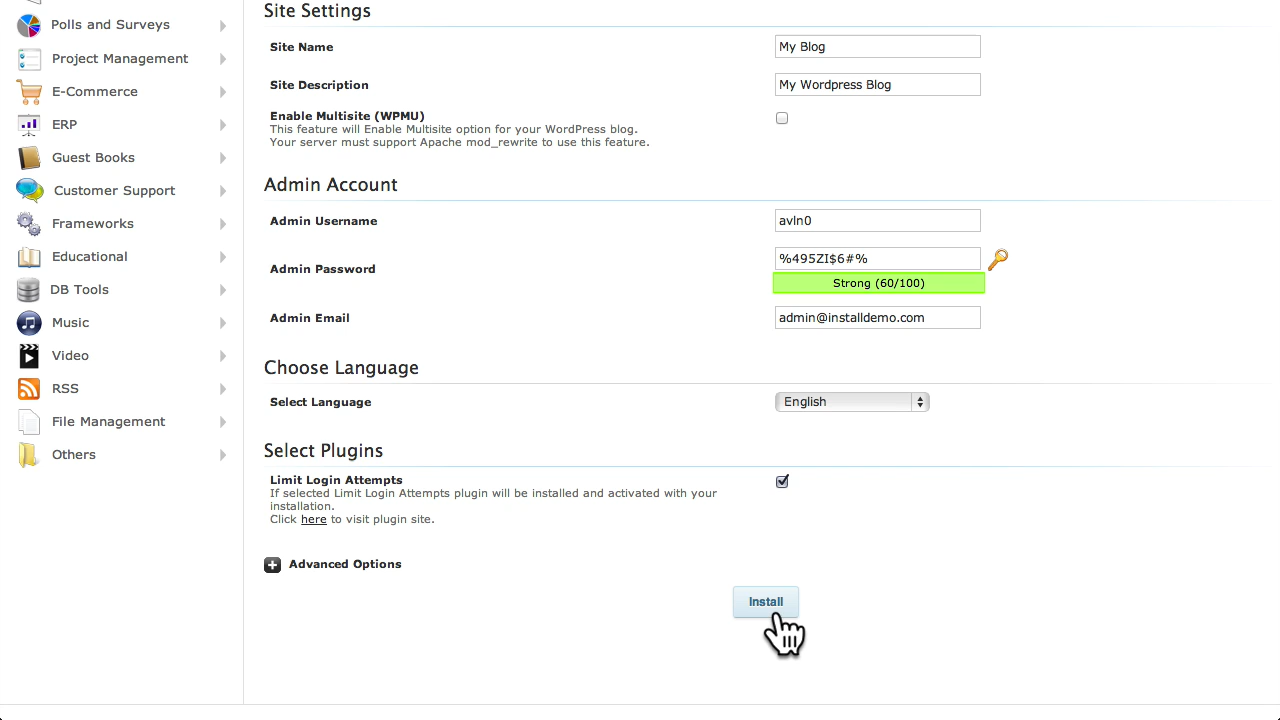 Polls and Surveys
Project Management
E-Commerce
ERP
Guest Books
Customer Support
Frameworks
Educational
DB Tools
Music
Video
RSS
File Management
Others
Site Settings
Site Name
My Blog
Site Description
My Wordpress Blog
Enable Multisite (WPMU)
This feature will Enable Multisite option for your WordPress blog.
Your server must support Apache mod_rewrite to use this feature.
Admin Account
Admin Username
avln0
Admin Password
%495ZI$6#%
Strong (60/100)
Admin Email
admin@installdemo.com
Choose Language
Select Language
English
Select Plugins
Limit Login Attempts
If selected Limit Login Attempts plugin will be installed and activated with your
installation.
Click here to visit plugin site.
Advanced Options
Install